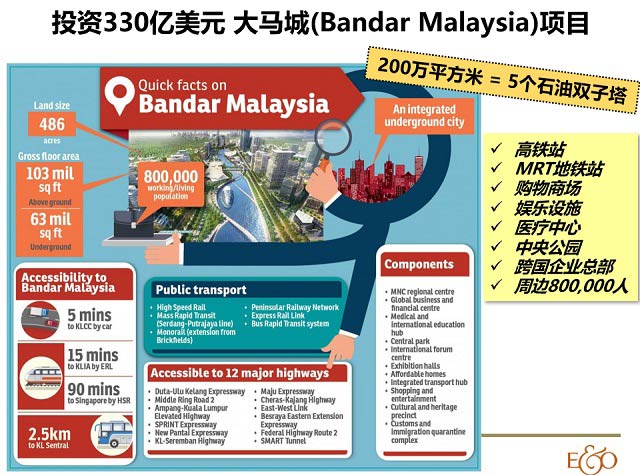 投资330亿美元 大马城(Bandar Malaysia)项目
200万平方米 = 5个石油双子塔
Quick facts on
Bandar Malaysia
Land size
486
acres
Gross floor area
103 mil
sq ft
Above ground
63 mil
sq ft
Underground
800,000
working/living
population
An integrated
underground city
✓ 高铁站
✓ MRT地铁站
✓ 购物商场
✓ 娱乐设施
✓ 医疗中心
✓ 中央公园
✓ 跨国企业总部
✓ 周边800,000人
Accessibility to
Bandar Malaysia
5 mins
to KLCC by car
15 mins
to KLIA by ERL
90 mins
to Singapore by HSR
2.5km
to KL Sentral
Public transport
• High Speed Rail
• Mass Rapid Transit
(Serdang-Putrajaya line)
• Monorail (extension from
Brickfields)
• Peninsular Railway Network
• Express Rail Link
• Bus Rapid Transit system
Accessible to 12 major highways
• Duta-Ulu Kelang Expressway
• Middle Ring Road 2
• Ampang-Kuala Lumpur
Elevated Highway
• SPRINT Expressway
• New Pantai Expressway
• KL-Seremban Highway
• Maju Expressway
• Cheras-Kajang Highway
• East-West Link
• Besraya Eastern Extension
Expressway
• Federal Highway Route 2
• SMART Tunnel
Components
• MNC regional centre
• Global business and
financial centre
• Medical and
international education
hub
• Central park
• International forum
centre
• Exhibition halls
• Affordable homes
• Integrated transport hub
• Shopping and
entertainment
• Cultural and heritage
precinct
• Customs and
immigration quarantine
complex
E&O